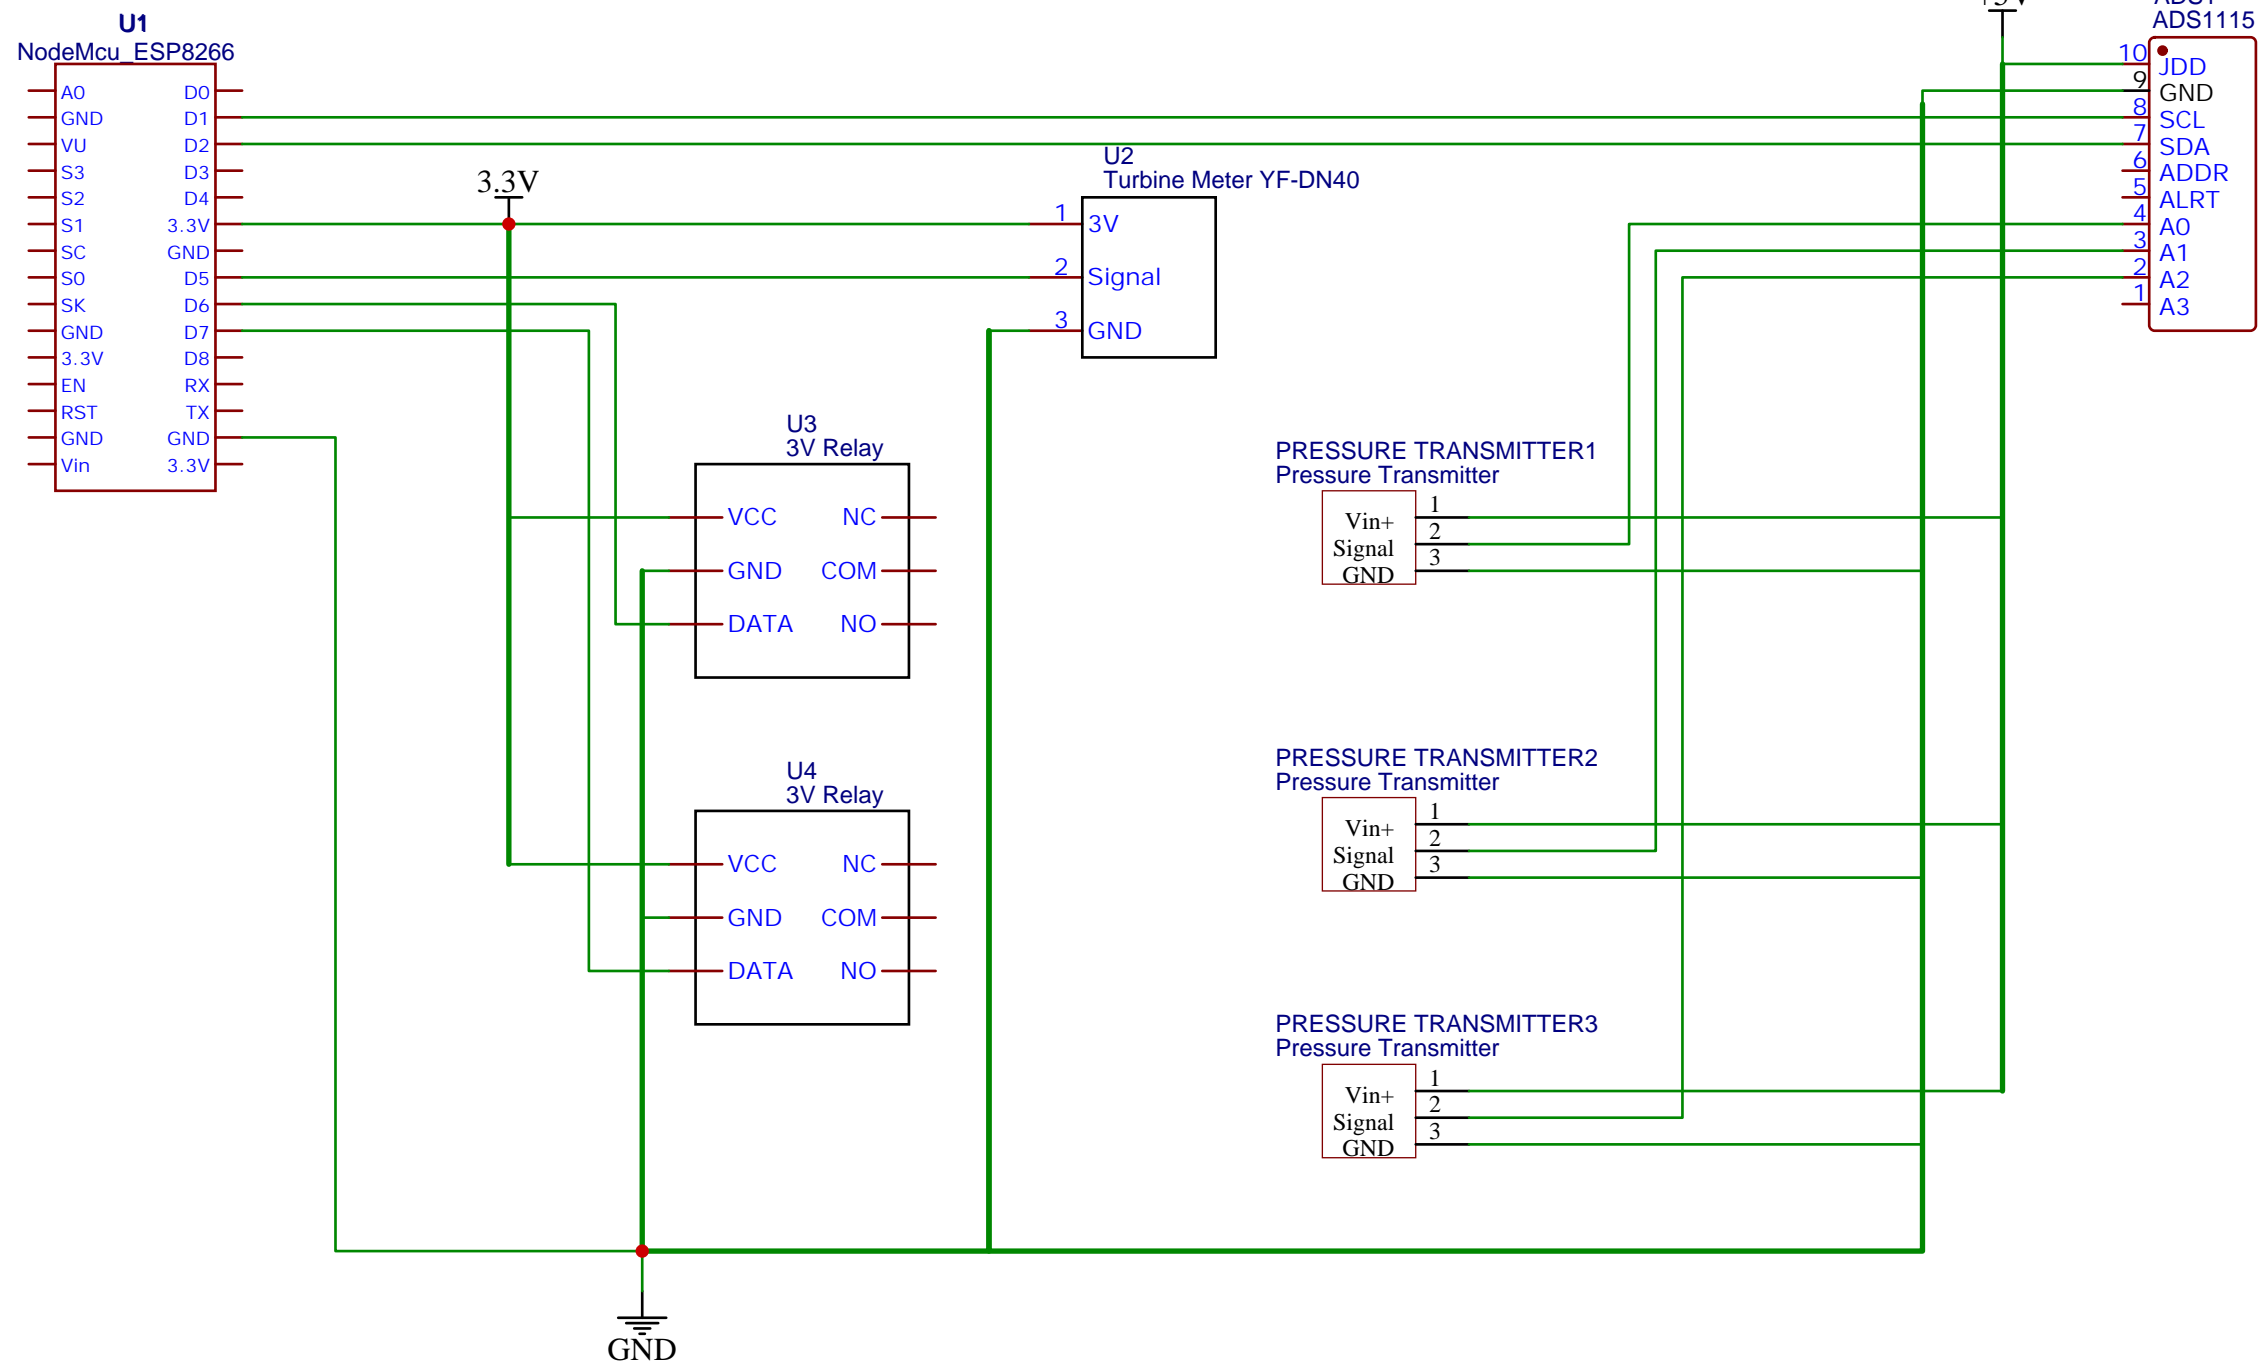 U1
NodeMcu_ESP8266
A0
GND
VU
S3
S2
S1
SC
S0
SK
GND
3.3V
EN
RST
GND
Vin
D0
D1
D2
D3
D4
3.3V
GND
D5
D6
D7
D8
RX
TX
GND
3.3V
3.3V
U2
Turbine Meter YF-DN40
1 3V
2 Signal
3 GND
U3
3V Relay
VCC NC
GND COM
DATA NO
U4
3V Relay
VCC NC
GND COM
DATA NO
GND
PRESSURE TRANSMITTER1
Pressure Transmitter
Vin+ 1
Signal 2
GND 3
PRESSURE TRANSMITTER2
Pressure Transmitter
Vin+ 1
Signal 2
GND 3
PRESSURE TRANSMITTER3
Pressure Transmitter
Vin+ 1
Signal 2
GND 3
ADS1115
10 JDD
9 GND
8 SCL
7 SDA
6 ADDR
5 ALRT
4 A0
3 A1
2 A2
1 A3